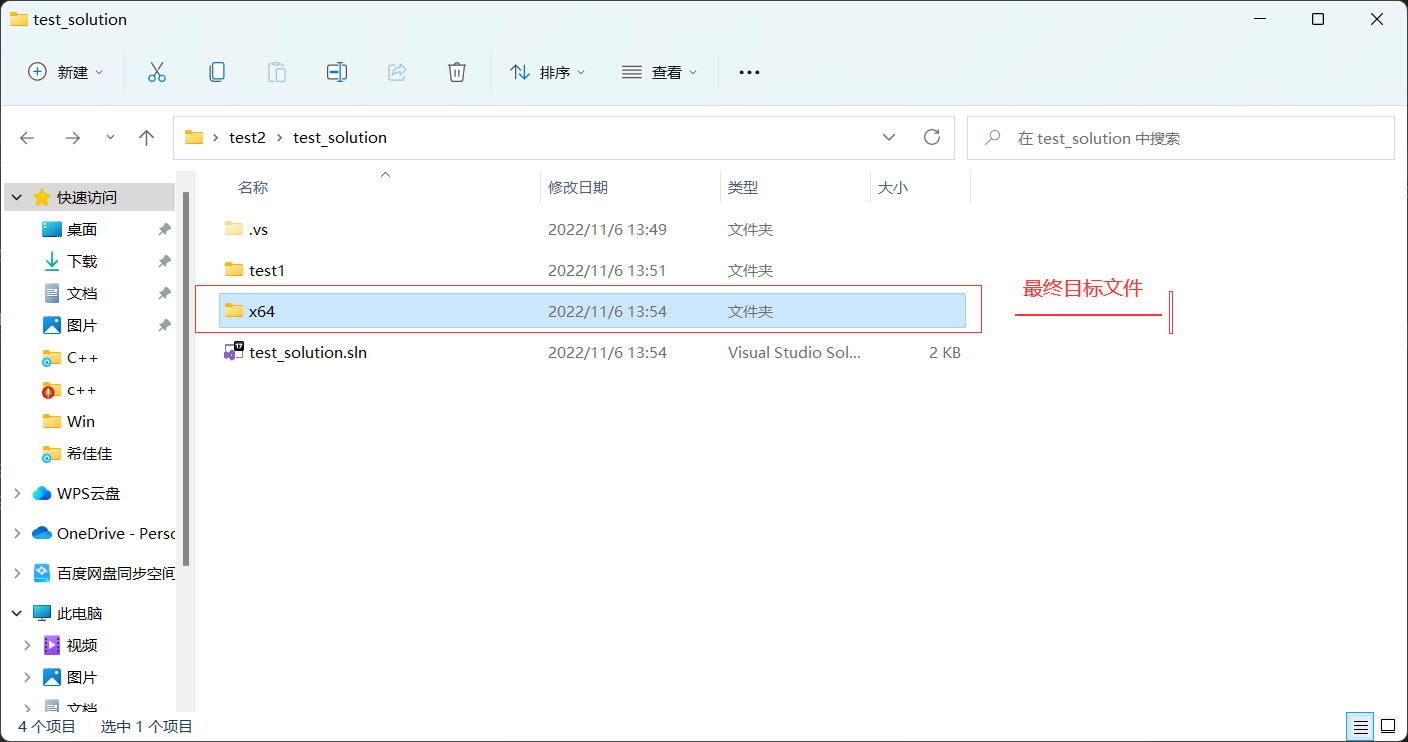 test_solution
新建
排序
查看
test2
test_solution
在 test_solution 中搜索
名称
修改日期
类型
大小
.vs
2022/11/6 13:49
文件夹
test1
2022/11/6 13:51
文件夹
x64
2022/11/6 13:54
文件夹
test_solution.sln
2022/11/6 13:54
Visual Studio Sol...
2 KB
最终目标文件
快速访问
桌面
下载
文档
图片
C++
c++
Win
希佳佳
WPS云盘
OneDrive - Perso
百度网盘同步空间
此电脑
视频
图片
文档
4 个项目
选中 1 个项目